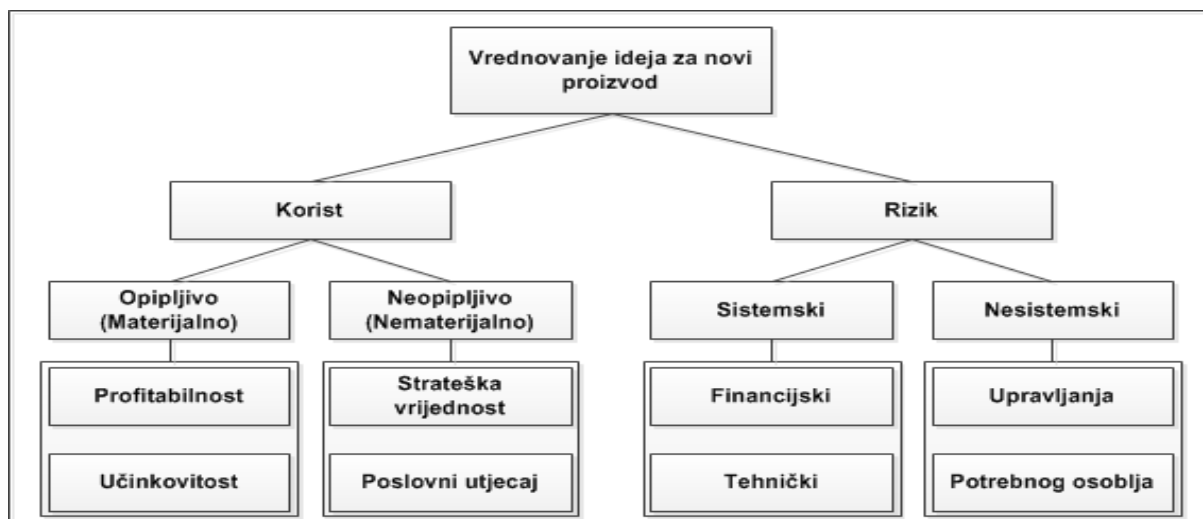 Vrednovanje ideja za novi
proizvod
Korist
Rizik
Opipljivo
(Materijalno)
Neopipljivo
(Nematerijalno)
Sistemski
Nesistemski
Profitabilnost
Strateška
vrijednost
Financijski
Upravljanja
Učinkovitost
Poslovni utjecaj
Tehnički
Potrebnog osoblja